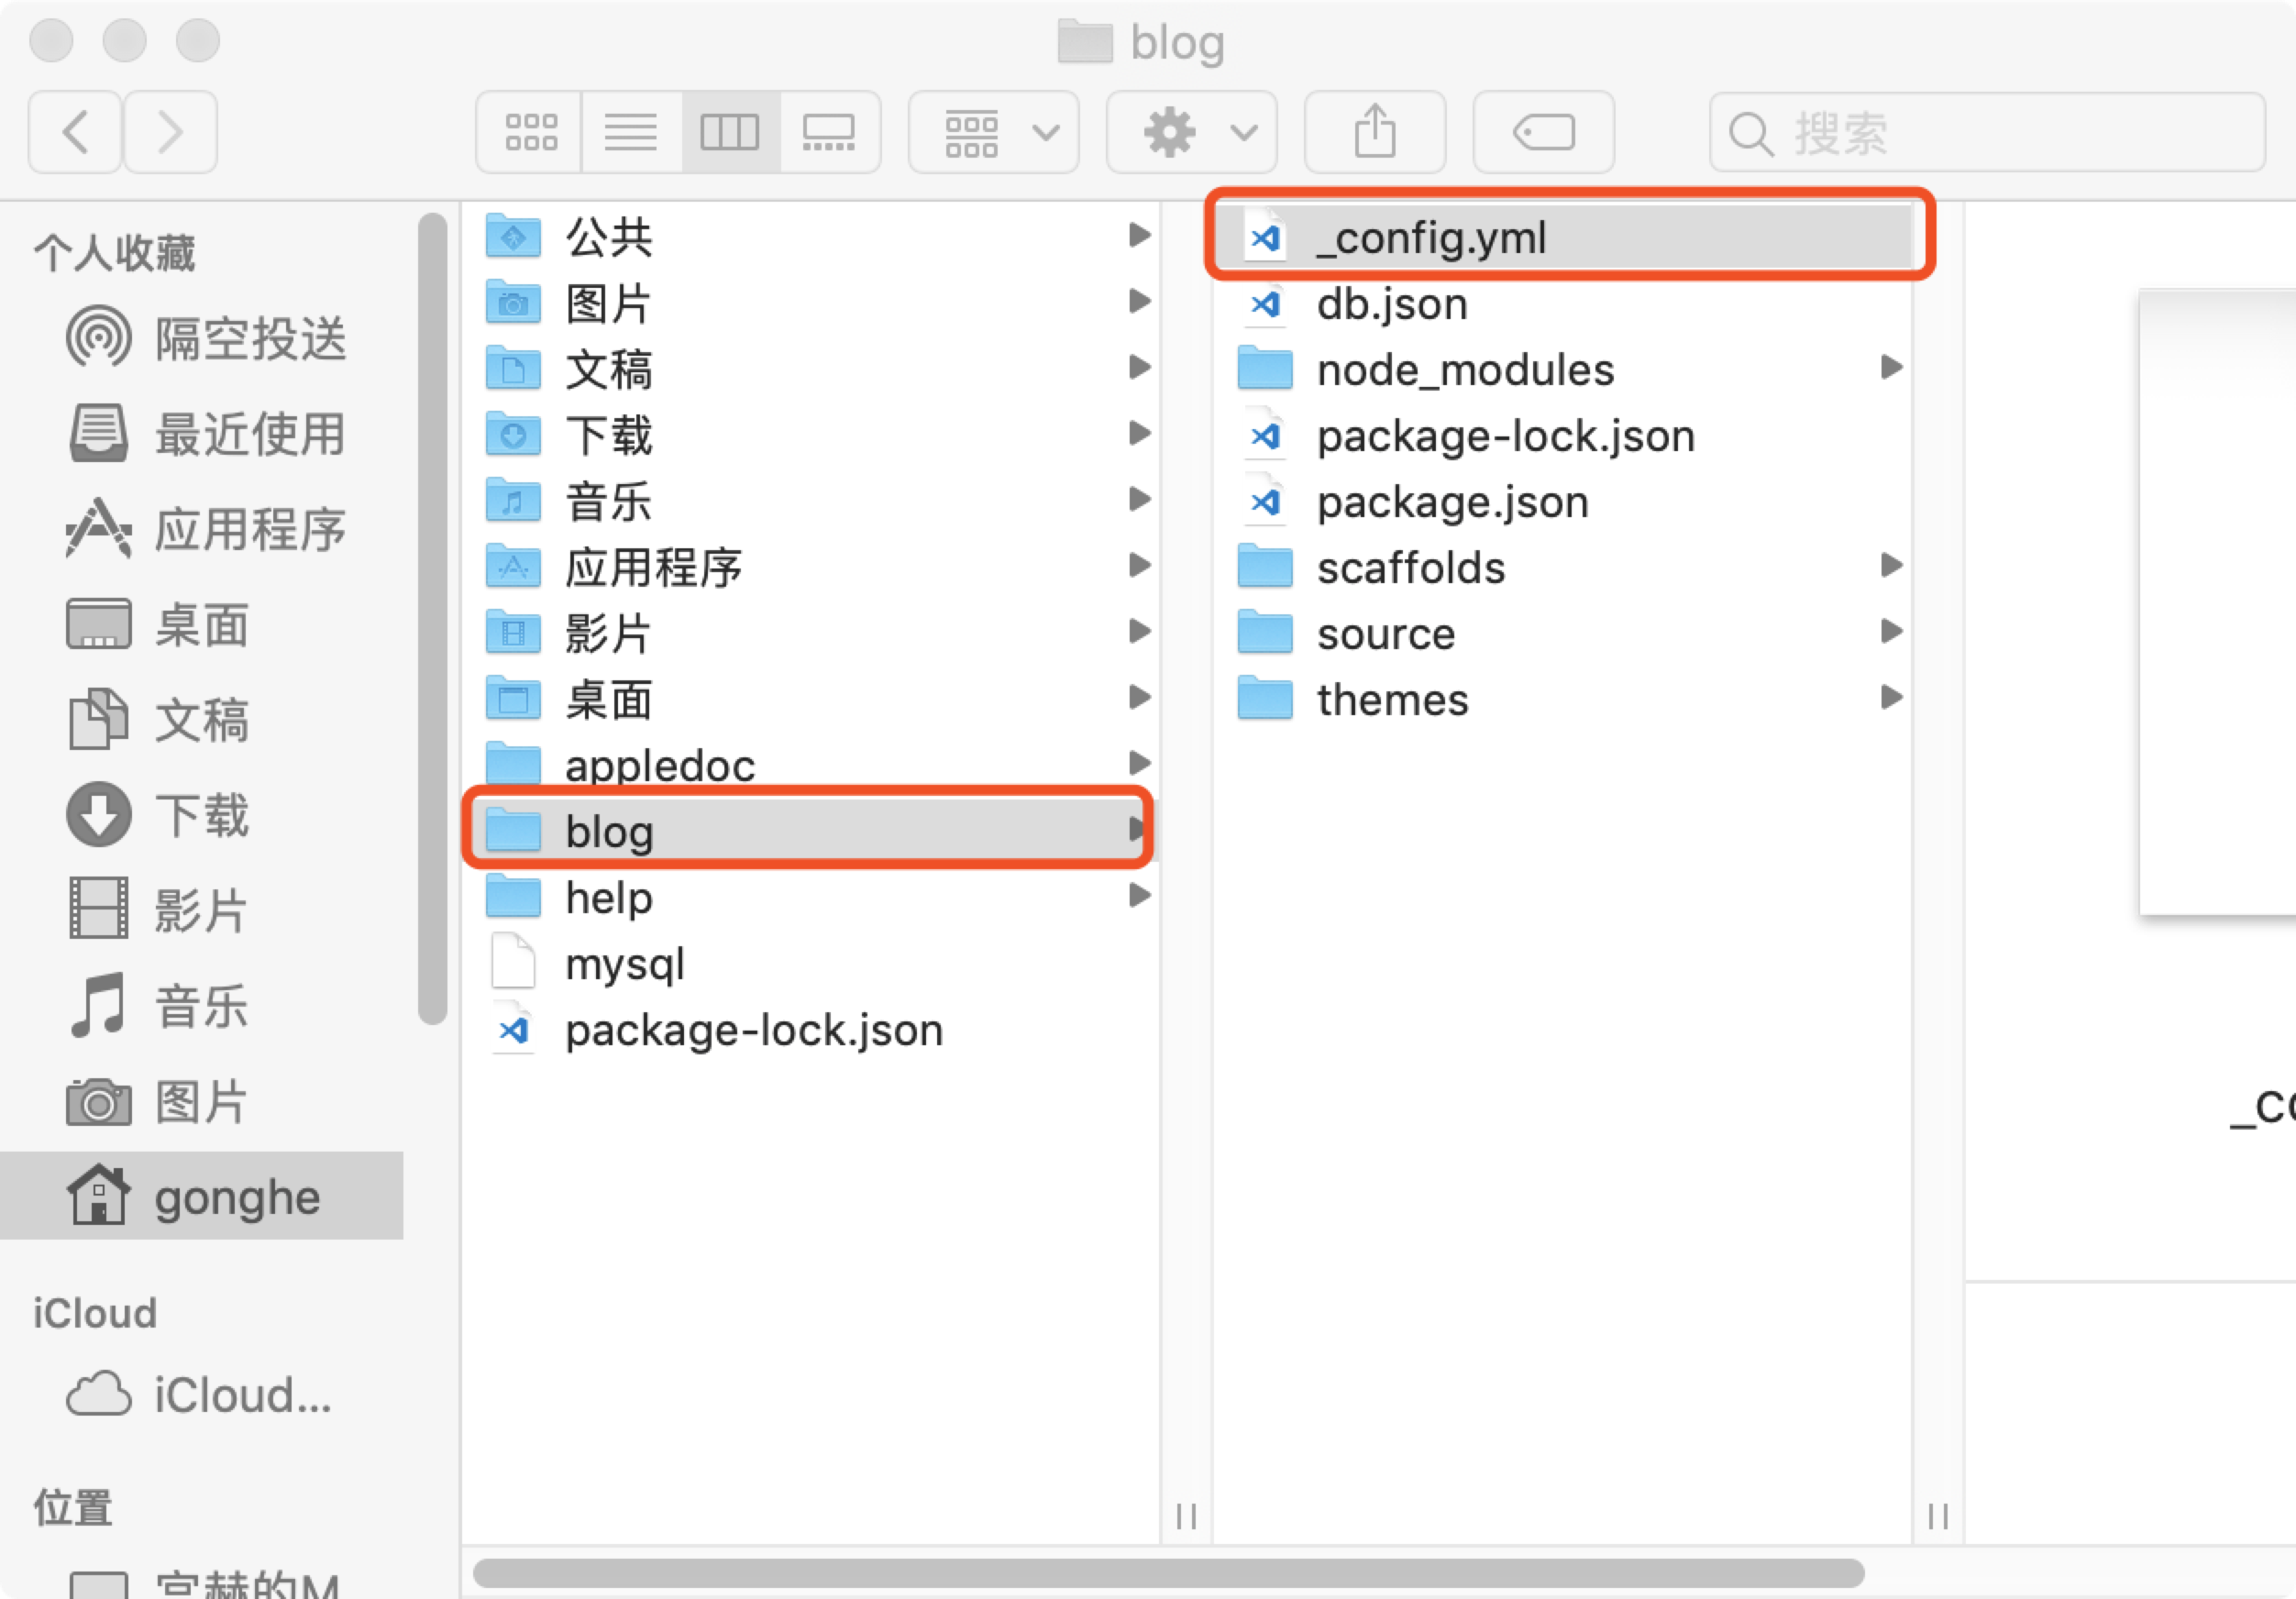 blog
搜索
个人收藏
隔空投送
最近使用
应用程序
桌面
文稿
下载
影片
音乐
图片
gonghe
iCloud
iCloud...
位置
公共
图片
文稿
下载
音乐
应用程序
影片
桌面
appledoc
blog
help
mysql
package-lock.json
_config.yml
db.json
node_modules
package-lock.json
package.json
scaffolds
source
themes
_co